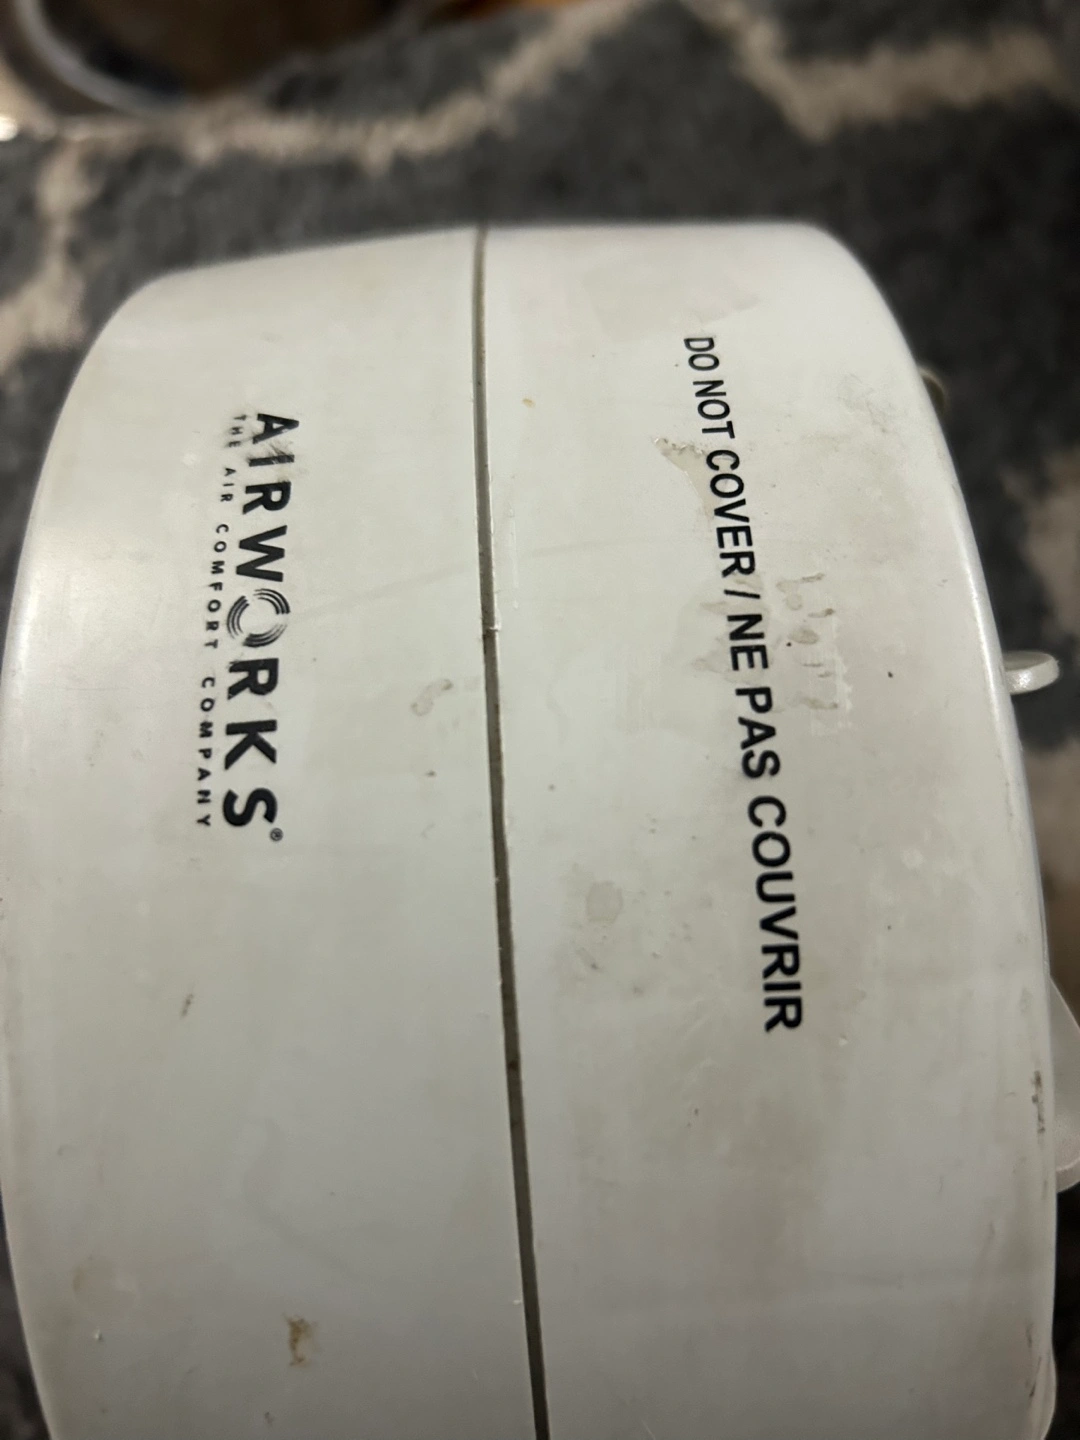 AIRWORKS®
THE AIR COMFORT COMPANY
DO NOT COVER / NE PAS COUVRIR